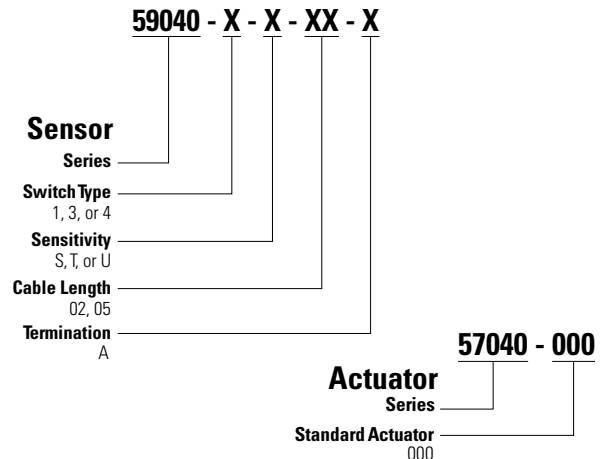 59040 - X - X - XX - X
Sensor
Series
Switch Type
1, 3, or 4
Sensitivity
S, T, or U
Cable Length
02, 05
Termination
A
57040 - 000
Actuator
Series
Standard Actuator
000